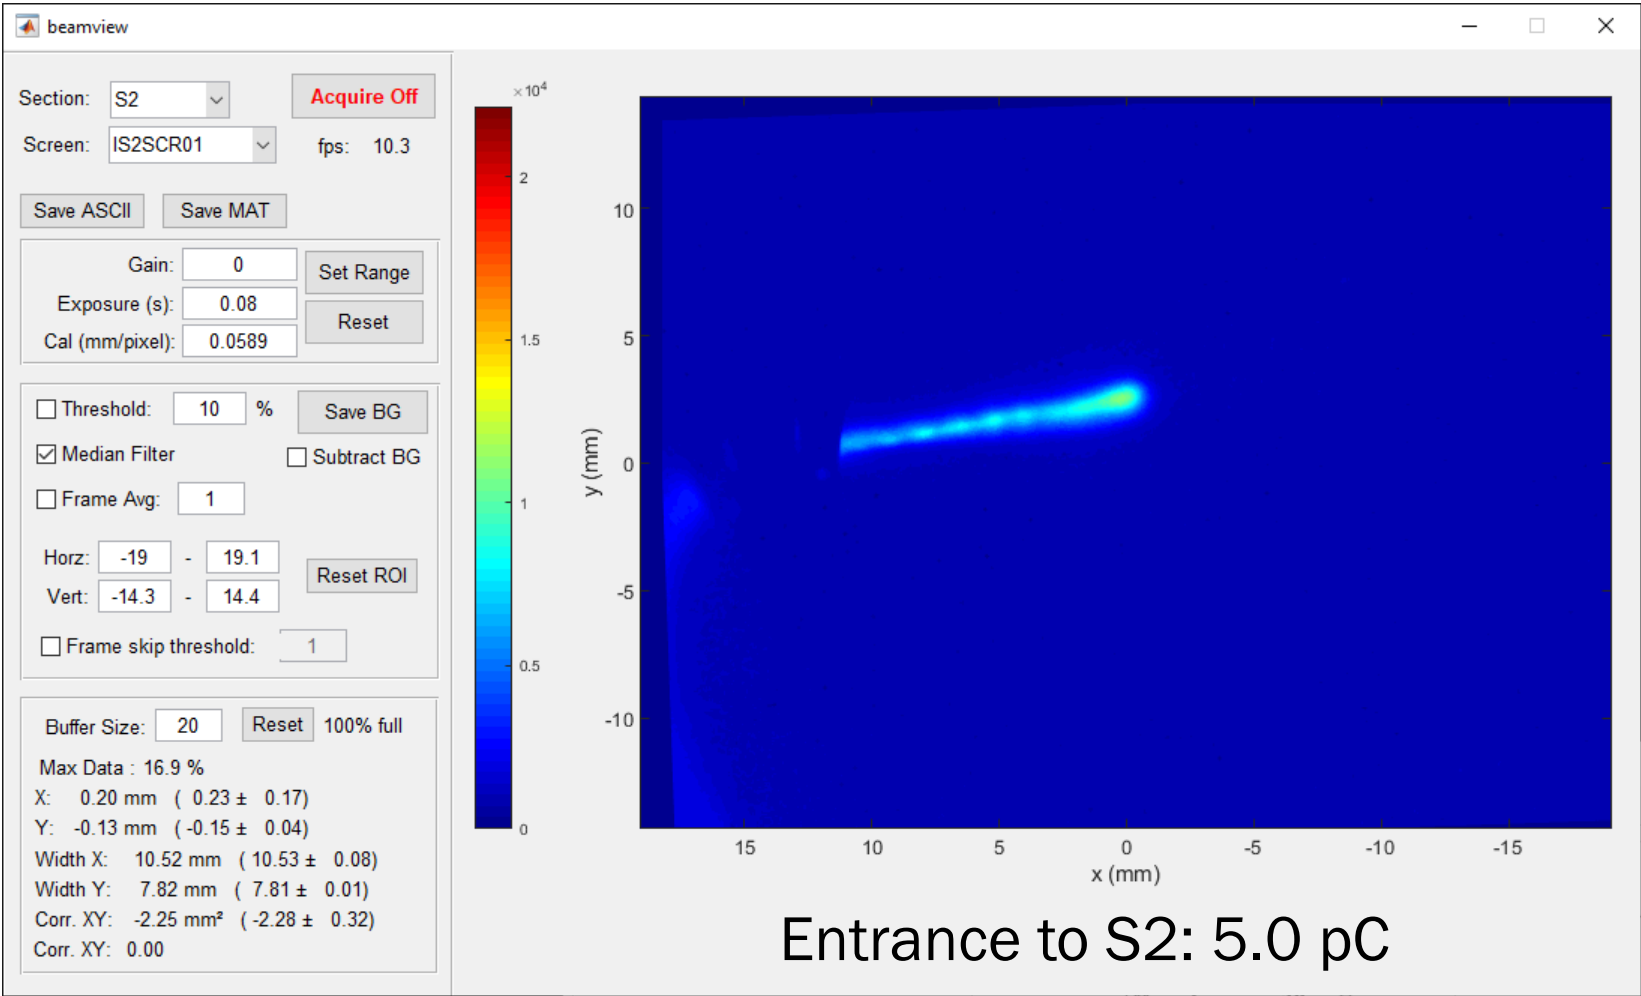 beamview
Section: S2 Acquire Off
Screen: IS2SCR01 fps: 10.3
Save ASCII Save MAT
Gain: 0 Set Range
Exposure (s): 0.08
Reset
Cal (mm/pixel): 0.0589
Threshold: 10 % Save BG
Median Filter Subtract BG
Frame Avg: 1
Horz: -19 - 19.1
Reset ROI
Vert: -14.3 - 14.4
Frame skip threshold: 1
Buffer Size: 20 Reset 100% full
Max Data : 16.9 %
X: 0.20 mm ( 0.23 ± 0.17)
Y: -0.13 mm ( -0.15 ± 0.04)
Width X: 10.52 mm ( 10.53 ± 0.08)
Width Y: 7.82 mm ( 7.81 ± 0.01)
Corr. XY: -2.25 mm² ( -2.28 ± 0.32)
Corr. XY: 0.00
×10⁴
2
1.5
1
0.5
0
10
5
0
-5
-10
y (mm)
15 10 5 0 -5 -10 -15
x (mm)
Entrance to S2: 5.0 pC